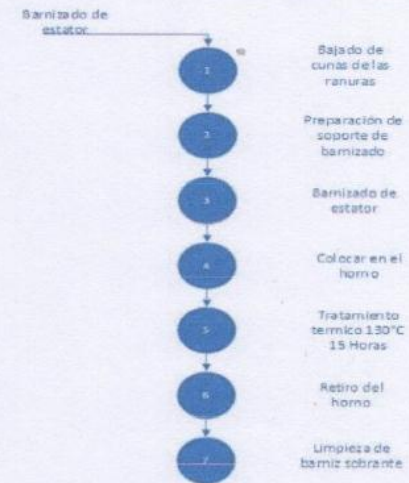 Barnizado de
estator
1
Bajado de
cunas de las
ranuras
2
Preparación de
soporte de
barnizado
3
Barnizado de
estator
4
Colocar en el
horno
5
Tratamiento
termico 130°C
15 Horas
6
Retiro del
horno
7
Limpieza de
barniz sobrante